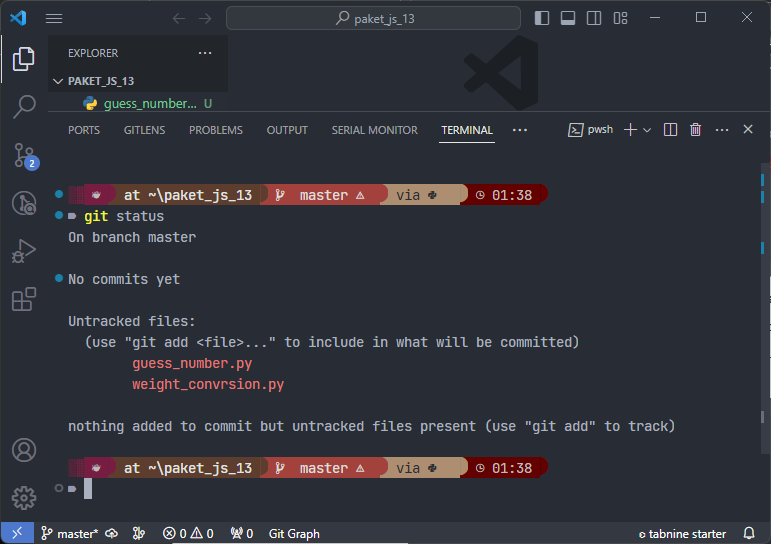 paket_js_13
EXPLORER
PAKET_JS_13
guess_number... U
PORTS GITLENS PROBLEMS OUTPUT SERIAL MONITOR TERMINAL ... pwsh
at ~\paket_js_13 master via 01:38
git status
On branch master
No commits yet
Untracked files:
(use "git add <file>..." to include in what will be committed)
guess_number.py
weight_convrsion.py
nothing added to commit but untracked files present (use "git add" to track)
at ~\paket_js_13 master via 01:38
2
master* 0 0 0 Git Graph tabnine starter